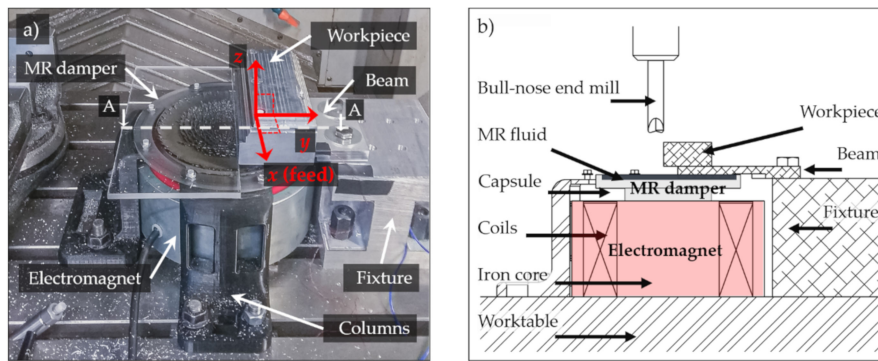 a)
Workpiece
MR damper
Beam
A
A
z
y
x (feed)
Electromagnet
Fixture
Columns
b)
Bull-nose end mill
Workpiece
MR fluid
Beam
Capsule
MR damper
Coils
Fixture
Electromagnet
Iron core
Worktable